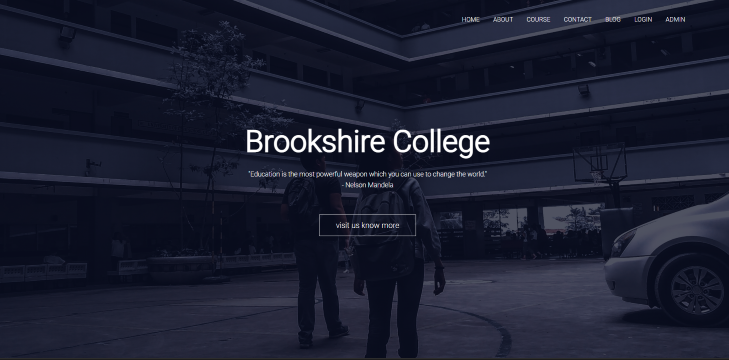 HOME ABOUT COURSE CONTACT BLOG LOGIN ADMIN
Brookshire College
"Education is the most powerful weapon which you can use to change the world."
- Nelson Mandela
visit us know more